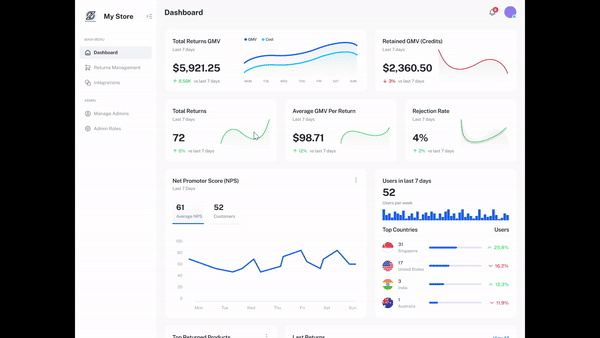 My Store
MAIN MENU
Dashboard
Returns Management
Integrations
Manage Admins
Admin Roles
Dashboard
Total Returns GMV
Last 7 days
$5,921.25
vs last 7 days
GMV
Cost
MON TUE WED THU FRI SAT SUN
Retained GMV (Credits)
Last 7 days
$2,360.50
3% vs last 7 days
Total Returns
Last 7 days
72
vs last 7 days
Average GMV Per Return
Last 7 days
$98.71
12% vs last 7 days
Rejection Rate
Last 7 days
4%
2% vs last 7 days
Net Promoter Score (NPS)
Last 7 Days
61
Average NPS
52
Customers
100
80
60
40
20
0
Mon Tue Wed Thu Fri Sat Sun
Users in last 7 days
52
Users per week
Top Countries Users
31
Singapore
25.8%
17
United States
16.2%
3
India
12.3%
1
Australia
11.9%
Top Returned Products
Last Returns
View All